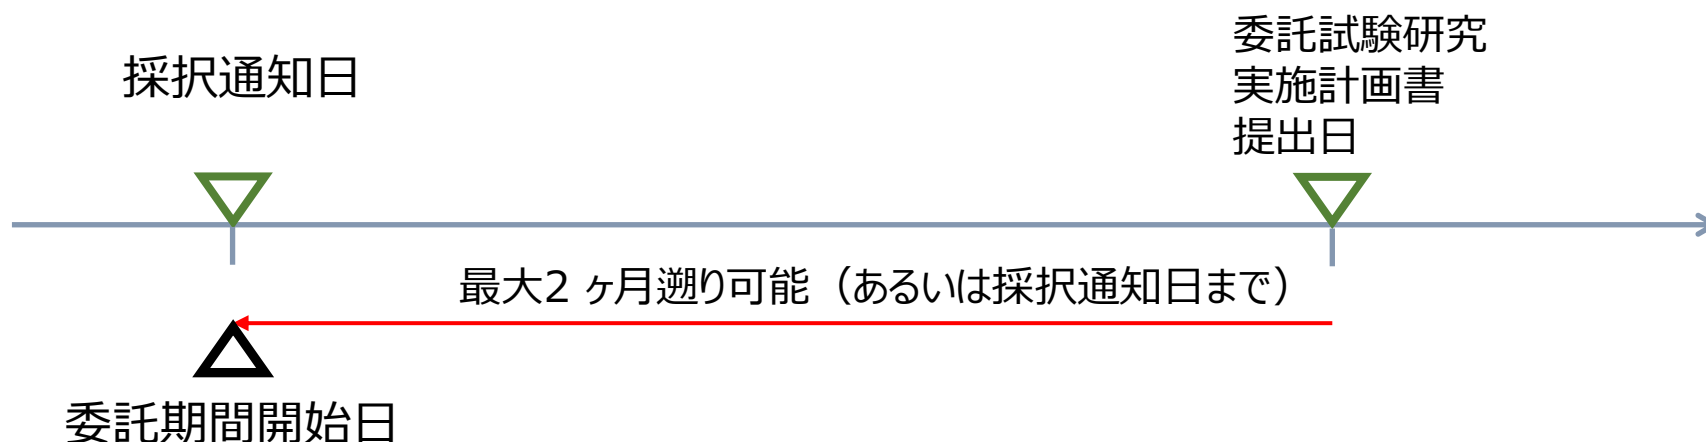 採択通知日
委託試験研究
実施計画書
提出日
最大2 ヶ月遡り可能（あるいは採択通知日まで）
委託期間開始日